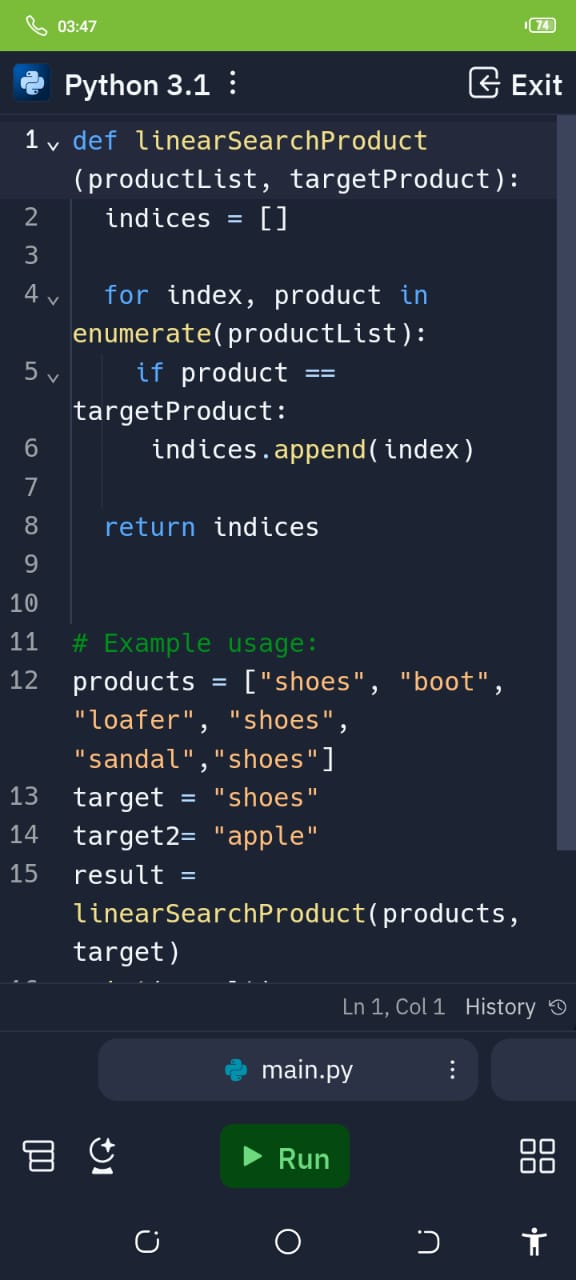 03:47
74
Python 3.1
Exit
1 def linearSearchProduct
(productList, targetProduct):
2 indices = []
3
4 for index, product in
enumerate(productList):
5 if product ==
targetProduct:
6 indices.append(index)
7
8 return indices
9
10
11 # Example usage:
12 products = ["shoes", "boot",
"loafer", "shoes",
"sandal","shoes"]
13 target = "shoes"
14 target2= "apple"
15 result =
linearSearchProduct(products,
target)
Ln 1, Col 1 History
main.py
Run